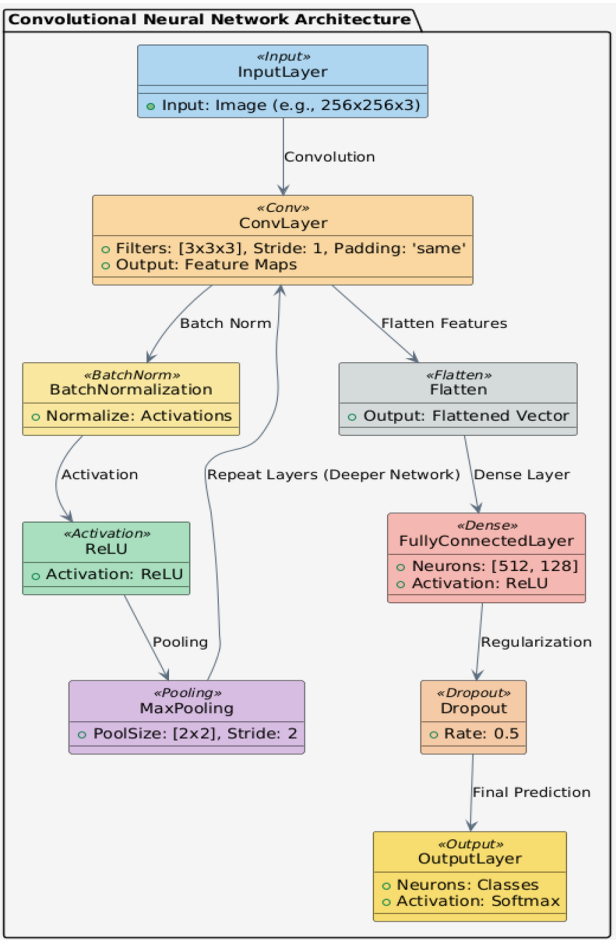 Convolutional Neural Network Architecture
«Input»
InputLayer
Input: Image (e.g., 256x256x3)
Convolution
«Conv»
ConvLayer
Filters: [3x3x3], Stride: 1, Padding: 'same'
Output: Feature Maps
Batch Norm
Flatten Features
«BatchNorm»
BatchNormalization
Normalize: Activations
«Flatten»
Flatten
Output: Flattened Vector
Activation
Repeat Layers (Deeper Network)
Dense Layer
«Activation»
ReLU
Activation: ReLU
«Dense»
FullyConnectedLayer
Neurons: [512, 128]
Activation: ReLU
Pooling
Regularization
«Pooling»
MaxPooling
PoolSize: [2x2], Stride: 2
«Dropout»
Dropout
Rate: 0.5
Final Prediction
«Output»
OutputLayer
Neurons: Classes
Activation: Softmax